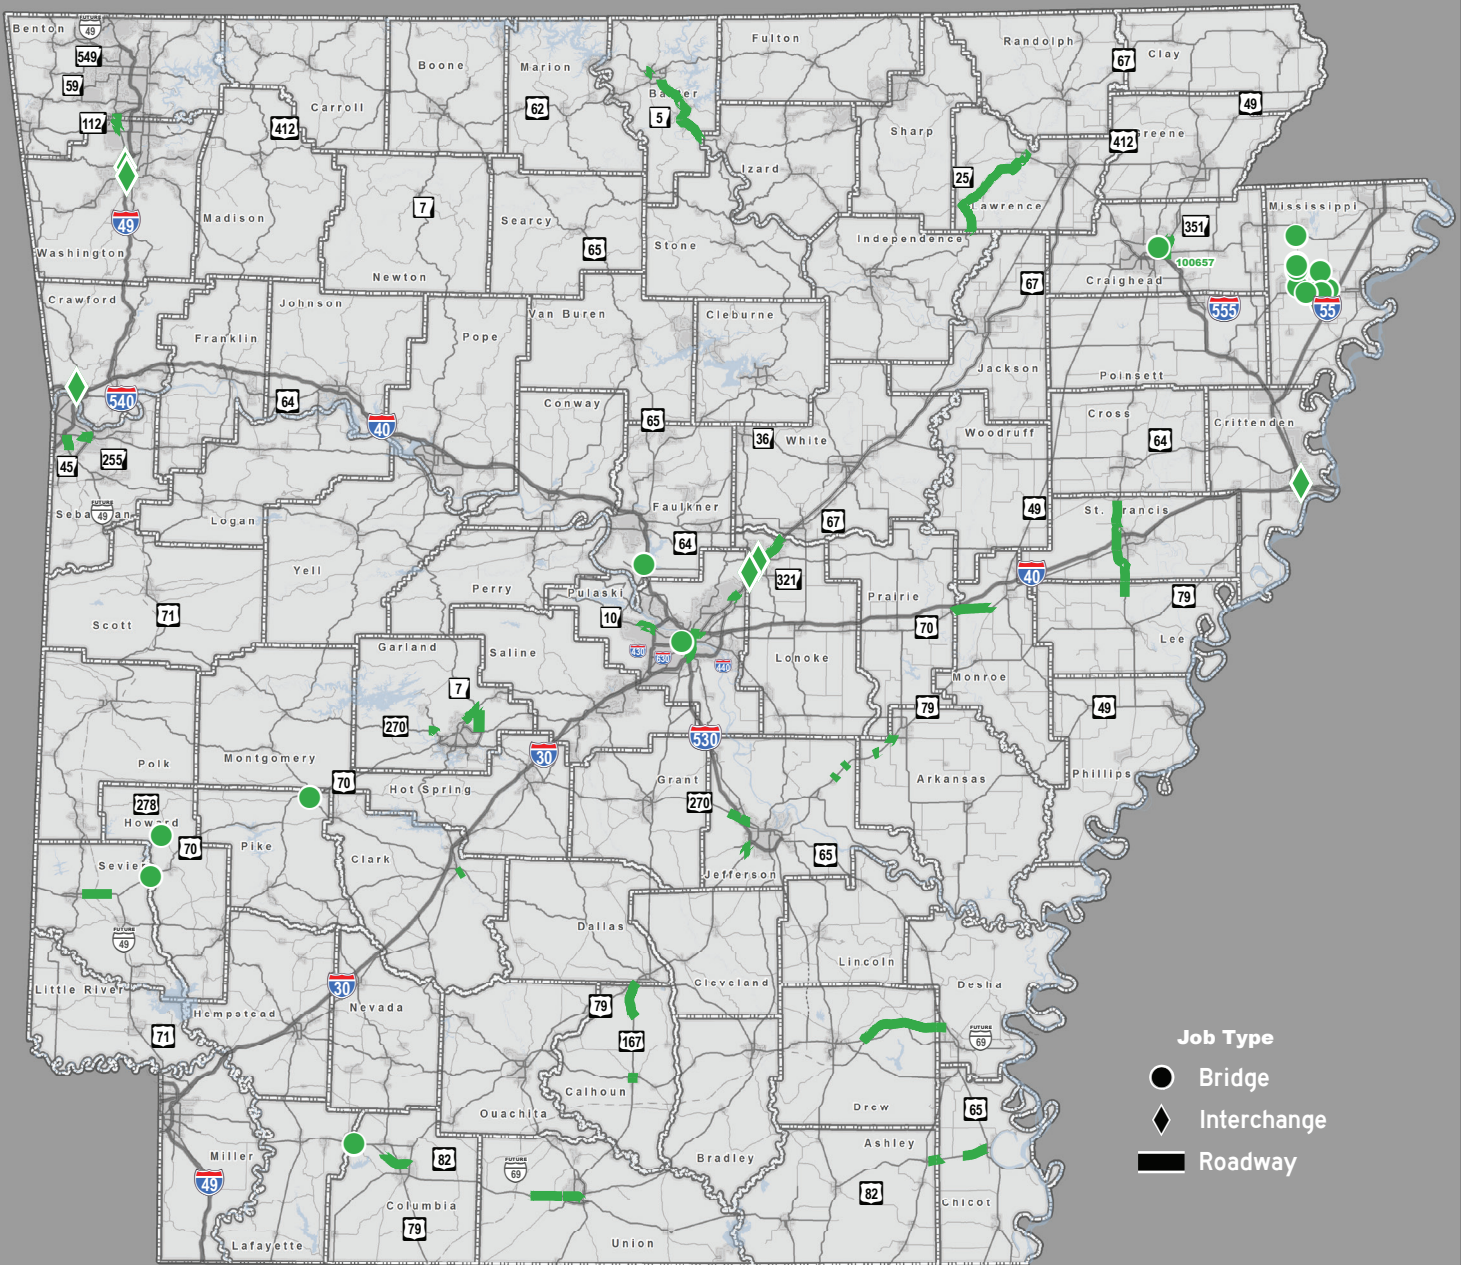 Benton
FUTURE
49
549
59
112
Carroll
412
Boone
Marion
62
Baxter
5
Fulton
Randolph
67
Clay
49
Sharp
412
Greene
Izard
25
Lawrence
7
Madison
Searcy
65
Stone
Independence
Mississippi
351
49
Washington
Newton
100657
Craighead
67
555
55
Crawford
Johnson
Franklin
Van Buren
Cleburne
Pope
Jackson
Poinsett
540
64
40
Conway
65
36
White
Woodruff
Cross
64
Crittenden
45
255
FUTURE
49
Sebastian
Logan
Faulkner
64
67
49
St. Francis
Yell
Perry
Pulaski
321
40
Prairie
79
Scott
71
10
430
630
440
70
Lonoke
Lee
Garland
Saline
7
270
Monroe
79
49
30
530
Polk
Montgomery
70
Hot Spring
Grant
270
Arkansas
Phillips
278
Howard
70
Pike
Clark
65
Sevier
Jefferson
FUTURE
49
Dallas
Lincoln
Little River
30
Nevada
Cleveland
Desha
Hempstead
71
79
167
FUTURE
69
Job Type
Bridge
Interchange
Roadway
Calhoun
Ouachita
Drew
65
Miller
49
82
FUTURE
69
Bradley
Ashley
82
Chicot
Columbia
79
Lafayette
Union